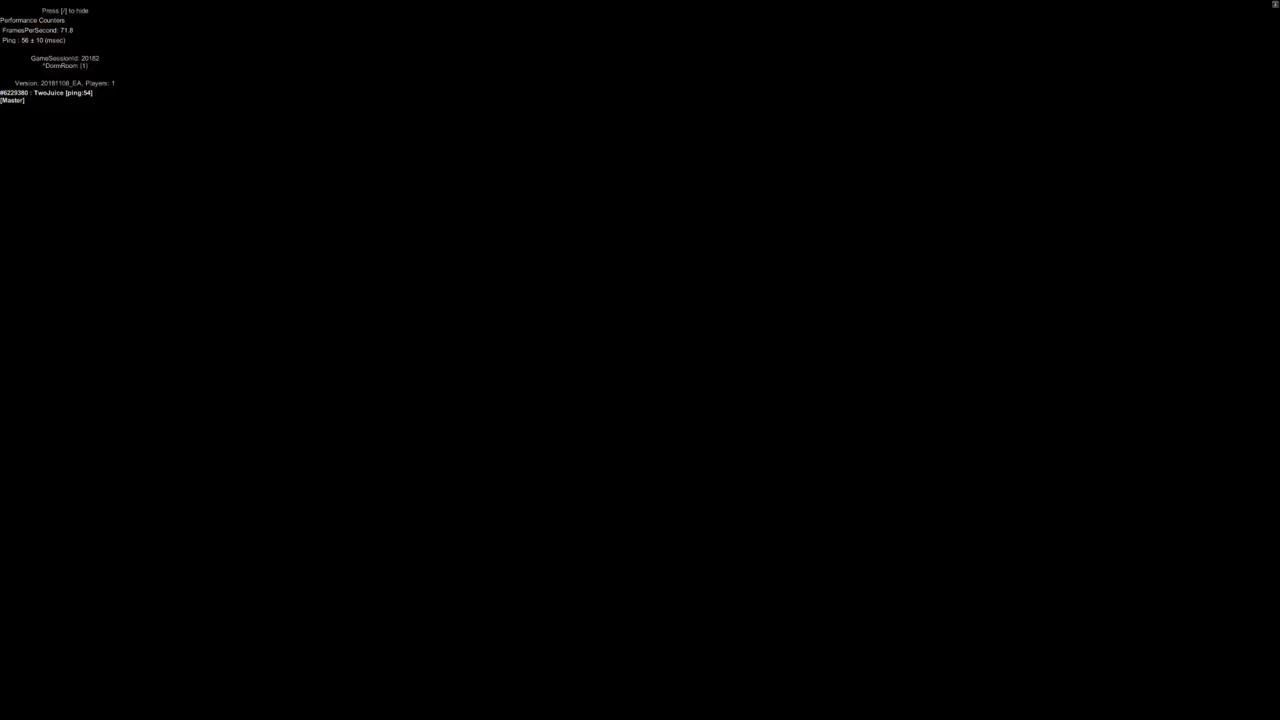 Press [/] to hide
Performance Counters
FramesPerSecond: 71.8
Ping : 56 ± 10 (msec)
GameSessionId: 20182
^DormRoom (1)
Version: 20181108_EA, Players: 1
#6229380 : TwoJuice [ping:54]
[Master]